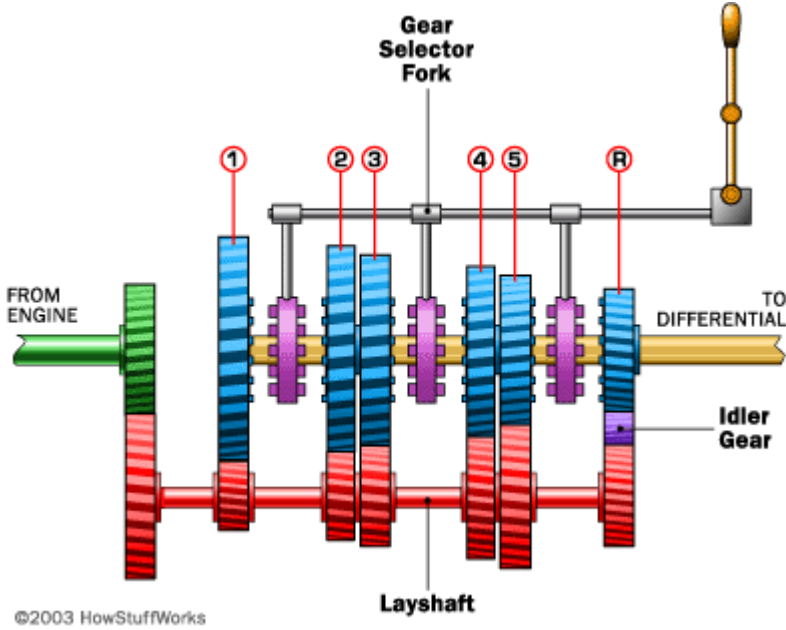 Gear
Selector
Fork
1 2 3 4 5 R
FROM
ENGINE
TO
DIFFERENTIAL
Idler
Gear
Layshaft
©2003 HowStuffWorks